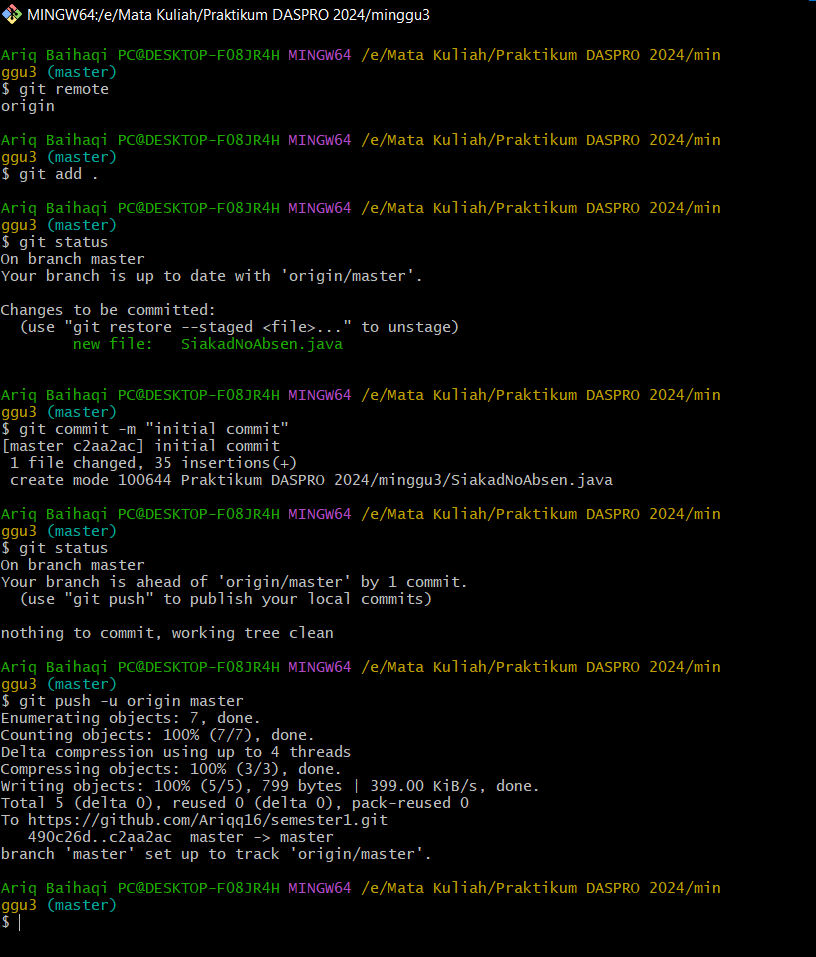 MINGW64:/e/Mata Kuliah/Praktikum DASPRO 2024/minggu3
Ariq Baihaqi PC@DESKTOP-F08JR4H MINGW64 /e/Mata Kuliah/Praktikum DASPRO 2024/min
ggu3 (master)
$ git remote
origin
Ariq Baihaqi PC@DESKTOP-F08JR4H MINGW64 /e/Mata Kuliah/Praktikum DASPRO 2024/min
ggu3 (master)
$ git add .
Ariq Baihaqi PC@DESKTOP-F08JR4H MINGW64 /e/Mata Kuliah/Praktikum DASPRO 2024/min
ggu3 (master)
$ git status
On branch master
Your branch is up to date with 'origin/master'.
Changes to be committed:
  (use "git restore --staged <file>..." to unstage)
        new file:   SiakadNoAbsen.java
Ariq Baihaqi PC@DESKTOP-F08JR4H MINGW64 /e/Mata Kuliah/Praktikum DASPRO 2024/min
ggu3 (master)
$ git commit -m "initial commit"
[master c2aa2ac] initial commit
 1 file changed, 35 insertions(+)
 create mode 100644 Praktikum DASPRO 2024/minggu3/SiakadNoAbsen.java
Ariq Baihaqi PC@DESKTOP-F08JR4H MINGW64 /e/Mata Kuliah/Praktikum DASPRO 2024/min
ggu3 (master)
$ git status
On branch master
Your branch is ahead of 'origin/master' by 1 commit.
  (use "git push" to publish your local commits)
nothing to commit, working tree clean
Ariq Baihaqi PC@DESKTOP-F08JR4H MINGW64 /e/Mata Kuliah/Praktikum DASPRO 2024/min
ggu3 (master)
$ git push -u origin master
Enumerating objects: 7, done.
Counting objects: 100% (7/7), done.
Delta compression using up to 4 threads
Compressing objects: 100% (3/3), done.
Writing objects: 100% (5/5), 799 bytes | 399.00 KiB/s, done.
Total 5 (delta 0), reused 0 (delta 0), pack-reused 0
To https://github.com/Ariqq16/semester1.git
   490c26d..c2aa2ac  master -> master
branch 'master' set up to track 'origin/master'.
Ariq Baihaqi PC@DESKTOP-F08JR4H MINGW64 /e/Mata Kuliah/Praktikum DASPRO 2024/min
ggu3 (master)
$